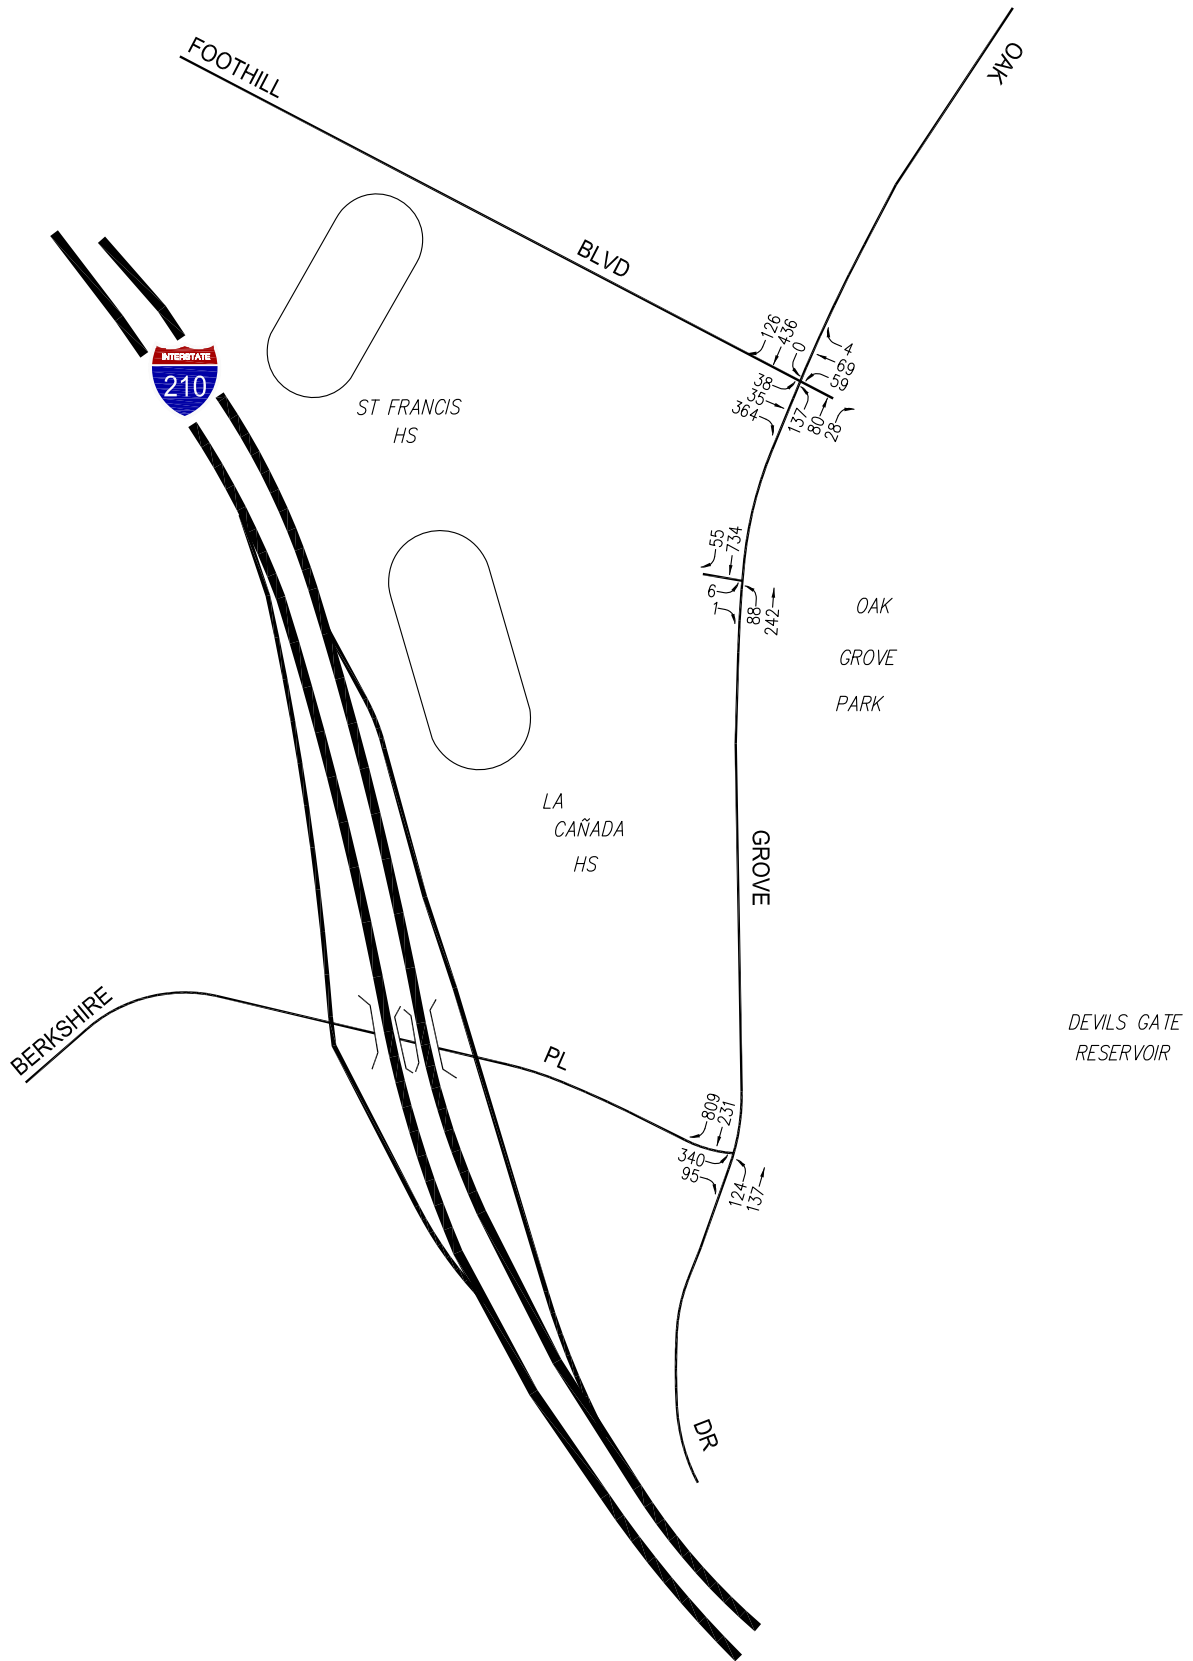 FOOTHILL
OAK
BLVD
INTERSTATE
210
126
436
0
4
69
59
38
35
364
137
80
28
ST FRANCIS
HS
55
734
6
1
88
242
OAK
GROVE
PARK
LA
CAÑADA
HS
GROVE
BERKSHIRE
PL
DEVILS GATE
RESERVOIR
809
231
340
95
124
137
DR